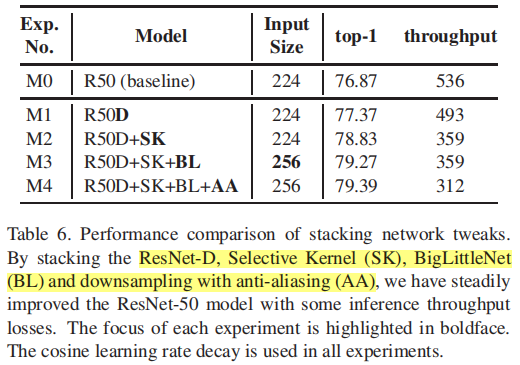 Exp. No. Model Input Size top-1 throughput
M0 R50 (baseline) 224 76.87 536
M1 R50D 224 77.37 493
M2 R50D+SK 224 78.83 359
M3 R50D+SK+BL 256 79.27 359
M4 R50D+SK+BL+AA 256 79.39 312
Table 6. Performance comparison of stacking network tweaks.
By stacking the ResNet-D, Selective Kernel (SK), BigLittleNet
(BL) and downsampling with anti-aliasing (AA), we have steadily
improved the ResNet-50 model with some inference throughput
losses. The focus of each experiment is highlighted in boldface.
The cosine learning rate decay is used in all experiments.